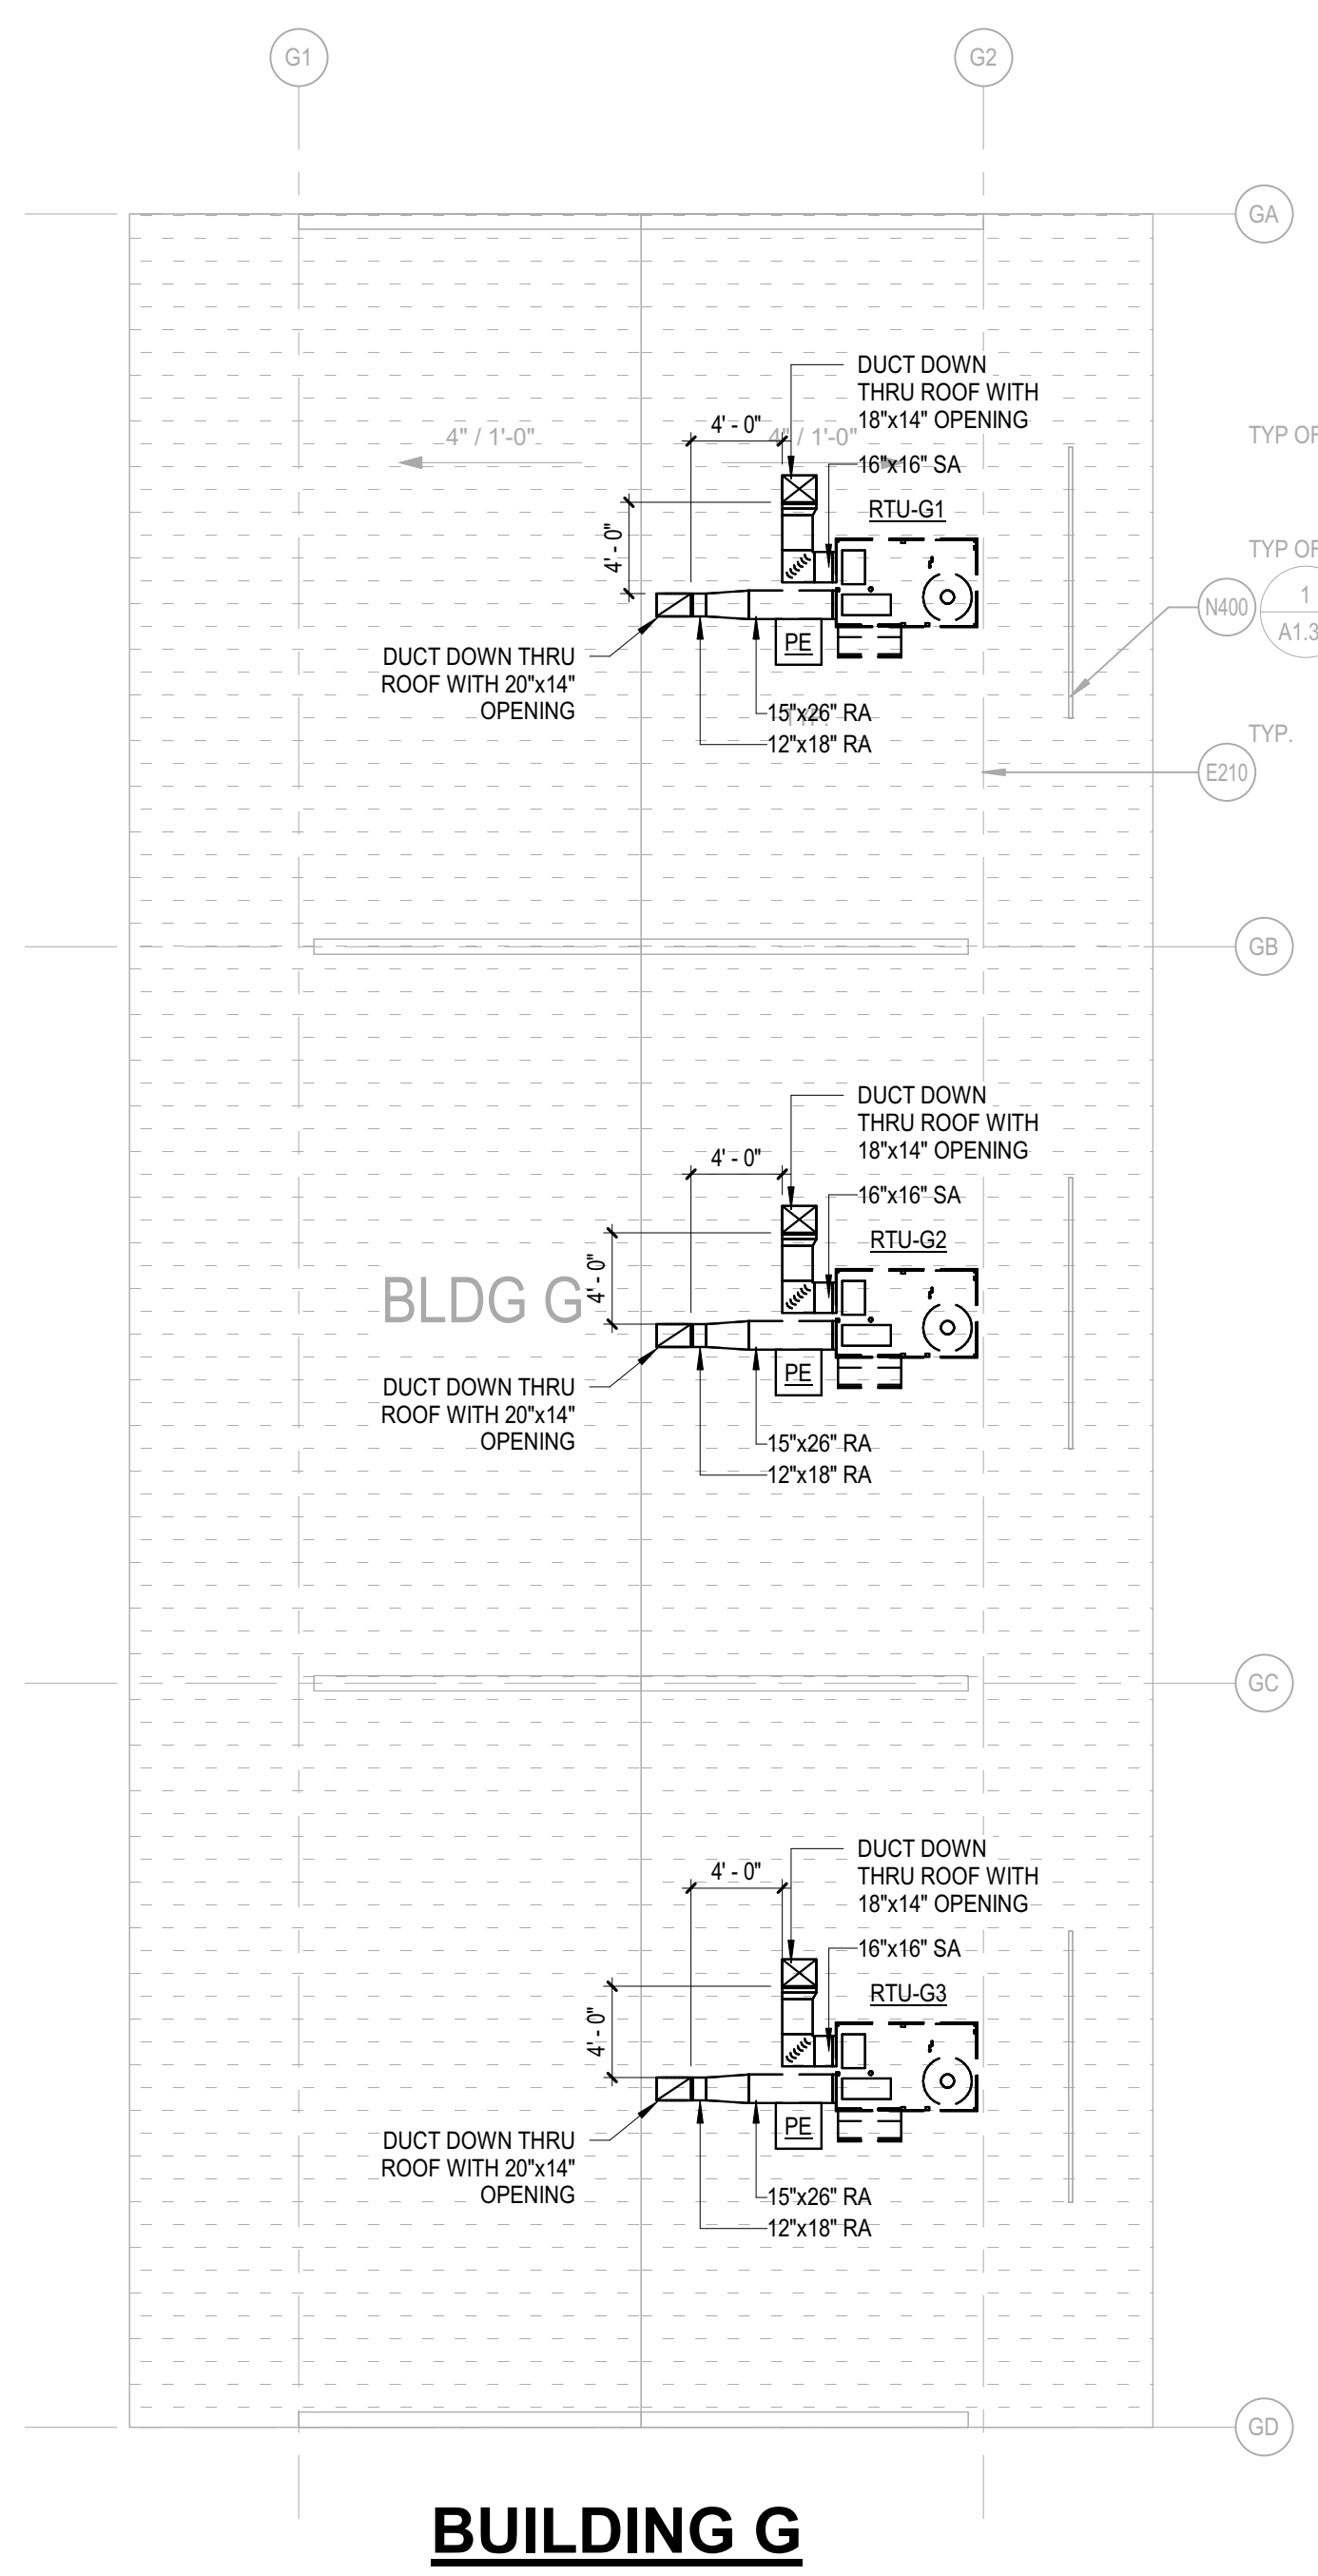 G1
G2
GA
DUCT DOWN
THRU ROOF WITH
18"x14" OPENING
4' - 0"
4" / 1'-0"
4" / 1'-0"
TYP OF
16"x16" SA
RTU-G1
4' - 0"
TYP OF
N400
1
A1.3
PE
DUCT DOWN THRU
ROOF WITH 20"x14"
OPENING
15"x26" RA
TYP.
12"x18" RA
TYP.
E210
GB
DUCT DOWN
THRU ROOF WITH
18"x14" OPENING
4' - 0"
16"x16" SA
RTU-G2
4' - 0"
BLDG G
PE
DUCT DOWN THRU
ROOF WITH 20"x14"
OPENING
15"x26" RA
12"x18" RA
GC
DUCT DOWN
THRU ROOF WITH
18"x14" OPENING
4' - 0"
16"x16" SA
RTU-G3
4' - 0"
PE
DUCT DOWN THRU
ROOF WITH 20"x14"
OPENING
15"x26" RA
12"x18" RA
GD
BUILDING G